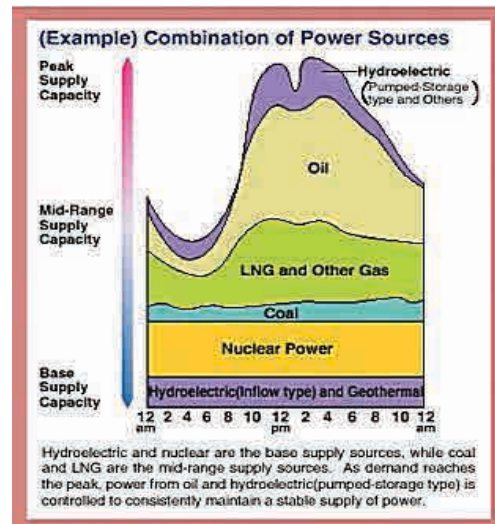 (Example) Combination of Power Sources
Peak
Supply
Capacity
Hydroelectric
(Pumped-Storage
type and Others)
Oil
Mid-Range
Supply
Capacity
LNG and Other Gas
Coal
Nuclear Power
Base
Supply
Capacity
Hydroelectric(Inflow type) and Geothermal
12 2 4 6 8 10 12 2 4 6 8 10 12
am pm am
Hydroelectric and nuclear are the base supply sources, while coal
and LNG are the mid-range supply sources. As demand reaches
the peak, power from oil and hydroelectric(pumped-storage type) is
controlled to consistently maintain a stable supply of power.